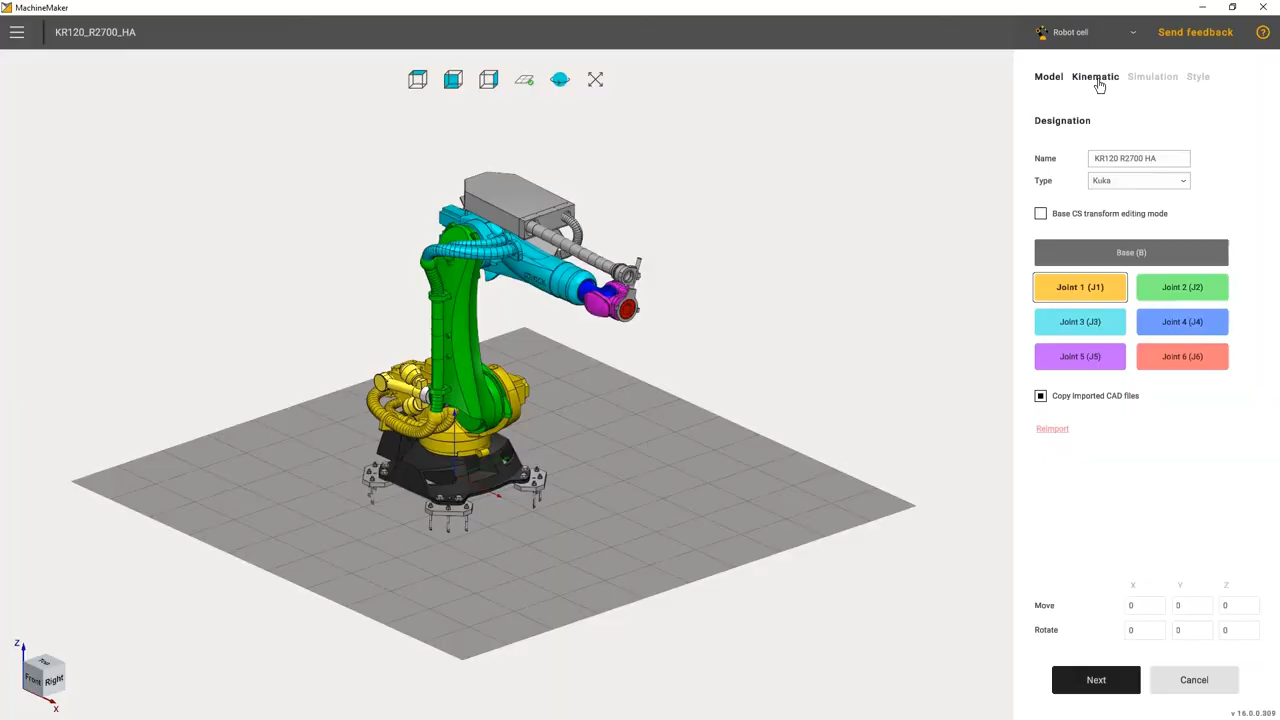 MachineMaker
KR120_R2700_HA
Robot cell
Send feedback
?
Model Kinematic Simulation Style
Designation
Name KR120 R2700 HA
Type Kuka
Base CS transform editing mode
Base (B)
Joint 1 (J1) Joint 2 (J2)
Joint 3 (J3) Joint 4 (J4)
Joint 5 (J5) Joint 6 (J6)
Copy imported CAD files
Reimport
X Y Z
Move 0 0 0
Rotate 0 0 0
Next Cancel
v 16.0.0.309
Z
Front Right
X